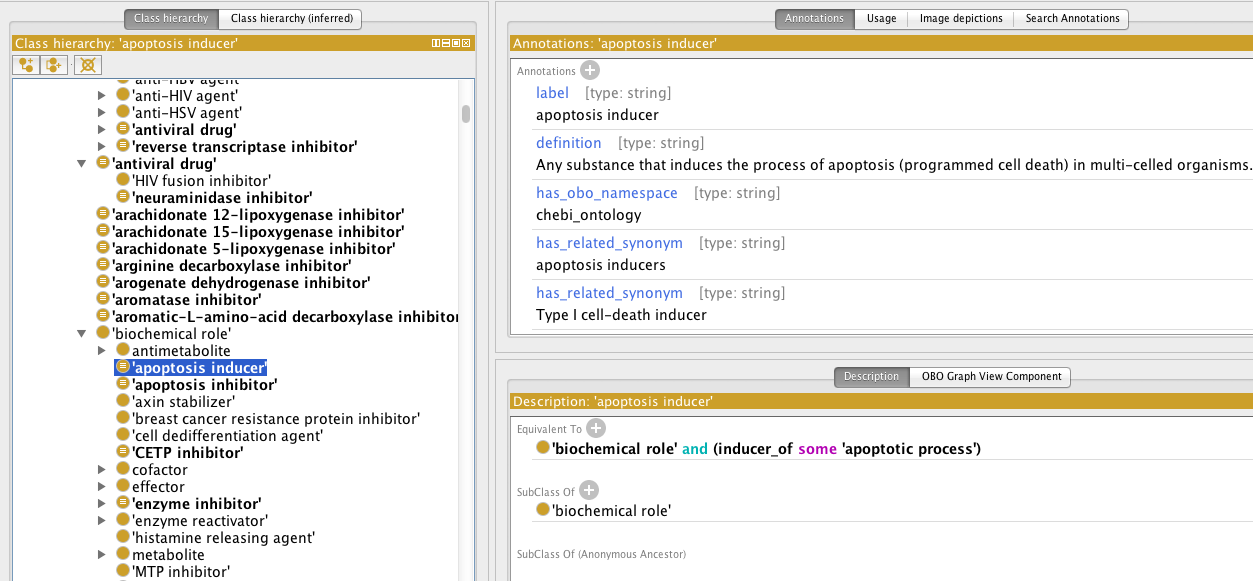 Class hierarchy
Class hierarchy (inferred)
Class hierarchy: 'apoptosis inducer'
'anti-HBV agent'
'anti-HIV agent'
'anti-HSV agent'
'antiviral drug'
'reverse transcriptase inhibitor'
'antiviral drug'
'HIV fusion inhibitor'
'neuraminidase inhibitor'
'arachidonate 12-lipoxygenase inhibitor'
'arachidonate 15-lipoxygenase inhibitor'
'arachidonate 5-lipoxygenase inhibitor'
'arginine decarboxylase inhibitor'
'arogenate dehydrogenase inhibitor'
'aromatase inhibitor'
'aromatic-L-amino-acid decarboxylase inhibitor
'biochemical role'
antimetabolite
'apoptosis inducer'
'apoptosis inhibitor'
'axin stabilizer'
'breast cancer resistance protein inhibitor'
'cell dedifferentiation agent'
'CETP inhibitor'
cofactor
effector
'enzyme inhibitor'
'enzyme reactivator'
'histamine releasing agent'
metabolite
'MTP inhibitor'
Annotations
Usage
Image depictions
Search Annotations
Annotations: 'apoptosis inducer'
Annotations
label [type: string]
apoptosis inducer
definition [type: string]
Any substance that induces the process of apoptosis (programmed cell death) in multi-celled organisms.
has_obo_namespace [type: string]
chebi_ontology
has_related_synonym [type: string]
apoptosis inducers
has_related_synonym [type: string]
Type I cell-death inducer
Description
OBO Graph View Component
Description: 'apoptosis inducer'
Equivalent To
'biochemical role' and (inducer_of some 'apoptotic process')
SubClass Of
'biochemical role'
SubClass Of (Anonymous Ancestor)